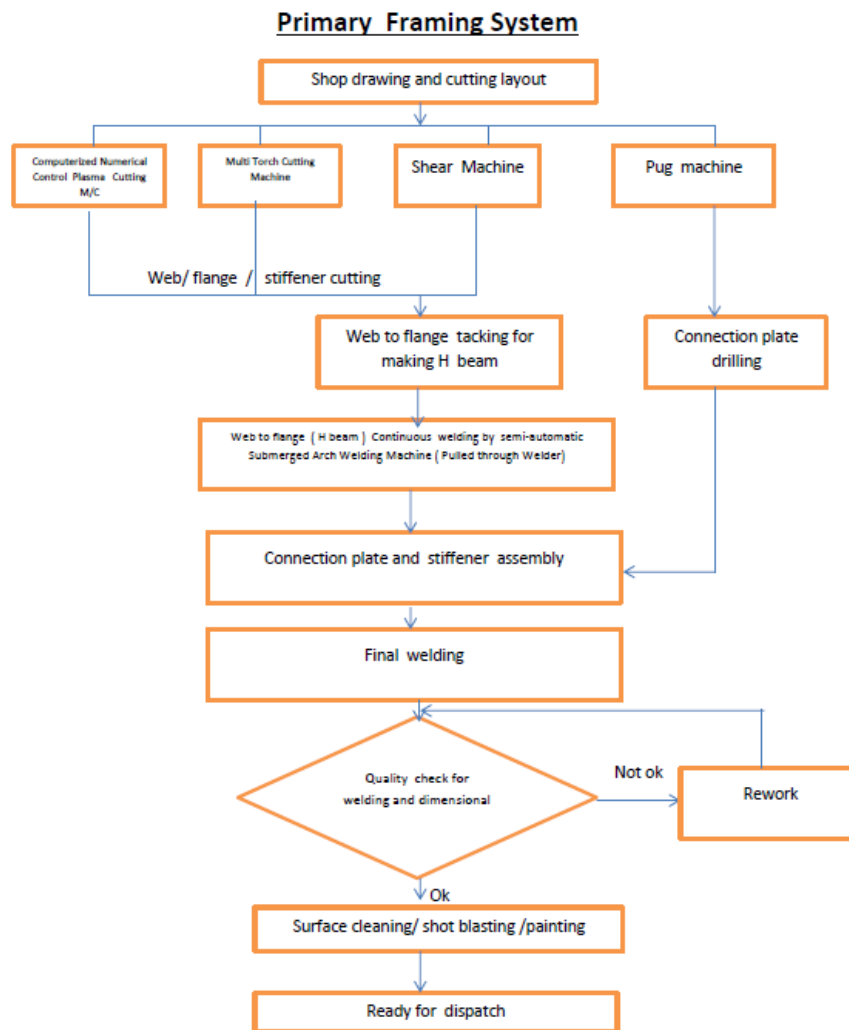 Primary Framing System
Shop drawing and cutting layout
Computerized Numerical
Control Plasma Cutting
M/C
Multi Torch Cutting
Machine
Shear Machine
Pug machine
Web/ flange / stiffener cutting
Web to flange tacking for
making H beam
Connection plate
drilling
Web to flange ( H beam ) Continuous welding by semi-automatic
Submerged Arch Welding Machine ( Pulled through Welder)
Connection plate and stiffener assembly
Final welding
Quality check for
welding and dimensional
Not ok
Rework
Ok
Surface cleaning/ shot blasting /painting
Ready for dispatch